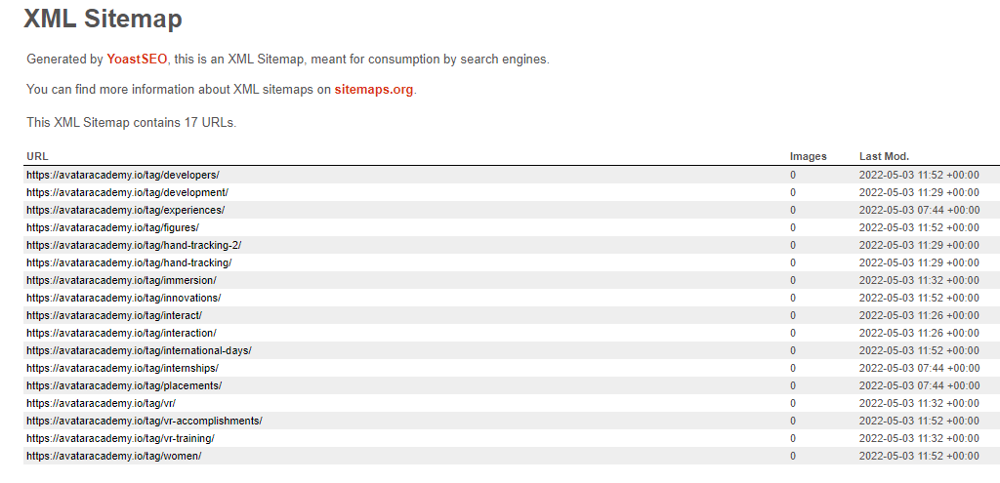 XML Sitemap
Generated by YoastSEO, this is an XML Sitemap, meant for consumption by search engines.
You can find more information about XML sitemaps on sitemaps.org.
This XML Sitemap contains 17 URLs.
URL Images Last Mod.
https://avataracademy.io/tag/developers/ 0 2022-05-03 11:52 +00:00
https://avataracademy.io/tag/development/ 0 2022-05-03 11:29 +00:00
https://avataracademy.io/tag/experiences/ 0 2022-05-03 07:44 +00:00
https://avataracademy.io/tag/figures/ 0 2022-05-03 11:52 +00:00
https://avataracademy.io/tag/hand-tracking-2/ 0 2022-05-03 11:29 +00:00
https://avataracademy.io/tag/hand-tracking/ 0 2022-05-03 11:29 +00:00
https://avataracademy.io/tag/immersion/ 0 2022-05-03 11:32 +00:00
https://avataracademy.io/tag/innovations/ 0 2022-05-03 11:52 +00:00
https://avataracademy.io/tag/interact/ 0 2022-05-03 11:26 +00:00
https://avataracademy.io/tag/interaction/ 0 2022-05-03 11:26 +00:00
https://avataracademy.io/tag/international-days/ 0 2022-05-03 11:52 +00:00
https://avataracademy.io/tag/internships/ 0 2022-05-03 07:44 +00:00
https://avataracademy.io/tag/placements/ 0 2022-05-03 07:44 +00:00
https://avataracademy.io/tag/vr/ 0 2022-05-03 11:32 +00:00
https://avataracademy.io/tag/vr-accomplishments/ 0 2022-05-03 11:52 +00:00
https://avataracademy.io/tag/vr-training/ 0 2022-05-03 11:32 +00:00
https://avataracademy.io/tag/women/ 0 2022-05-03 11:52 +00:00